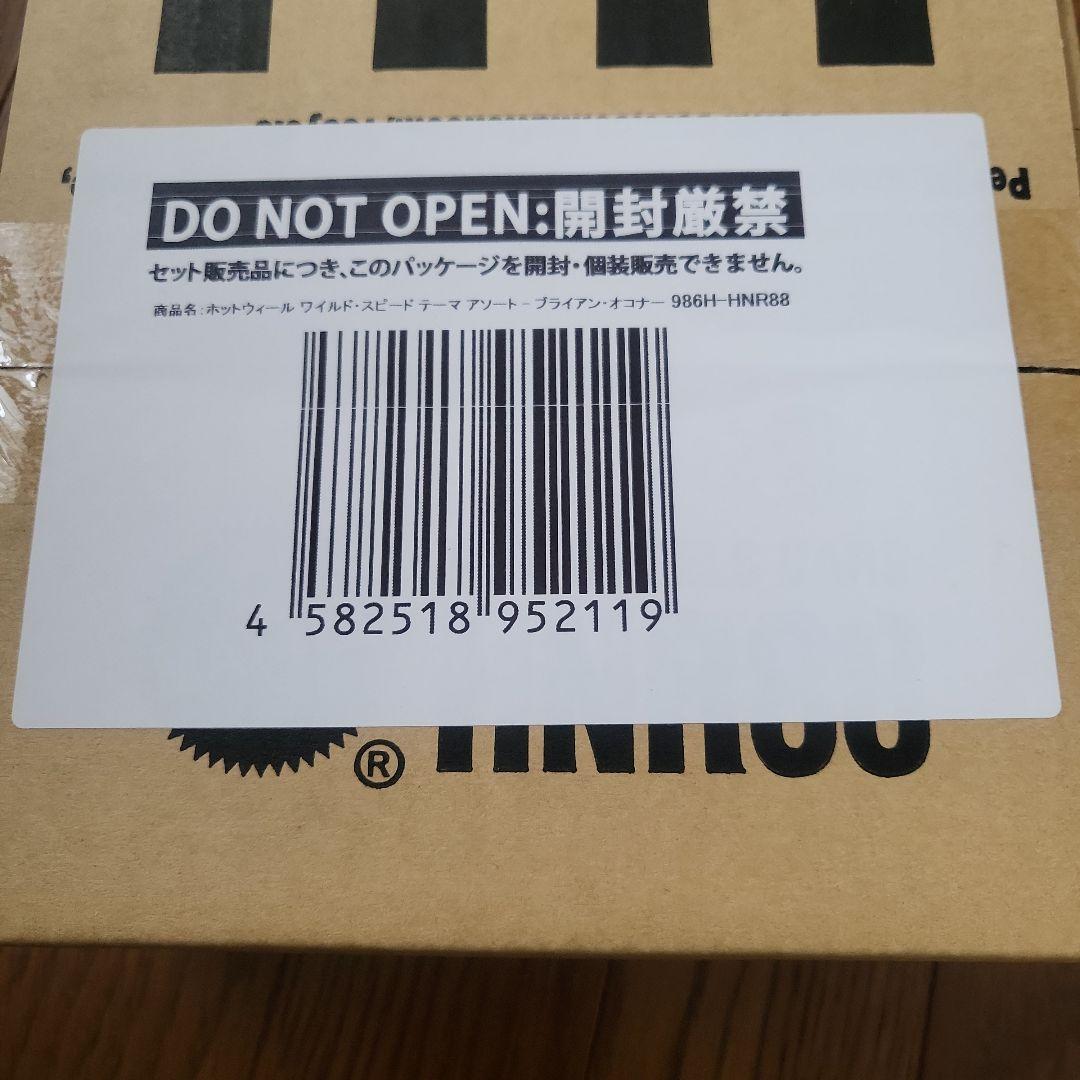 DO NOT OPEN:開封厳禁
セット販売品につき、このパッケージを開封・個装販売できません。
商品名:ホットウィール ワイルド・スピード テーマ アソート - ブライアン・オコナー 986H-HNR88
4 582518 952119
®